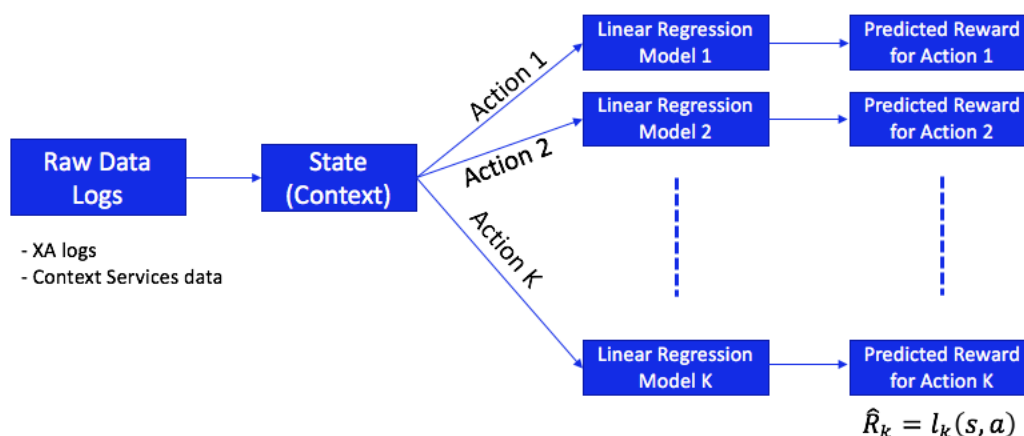 Raw Data
Logs
- XA logs
- Context Services data
State
(Context)
Action 1
Action 2
Action K
Linear Regression
Model 1
Predicted Reward
for Action 1
Linear Regression
Model 2
Predicted Reward
for Action 2
Linear Regression
Model K
Predicted Reward
for Action K
R̂ₖ = lₖ(s, a)